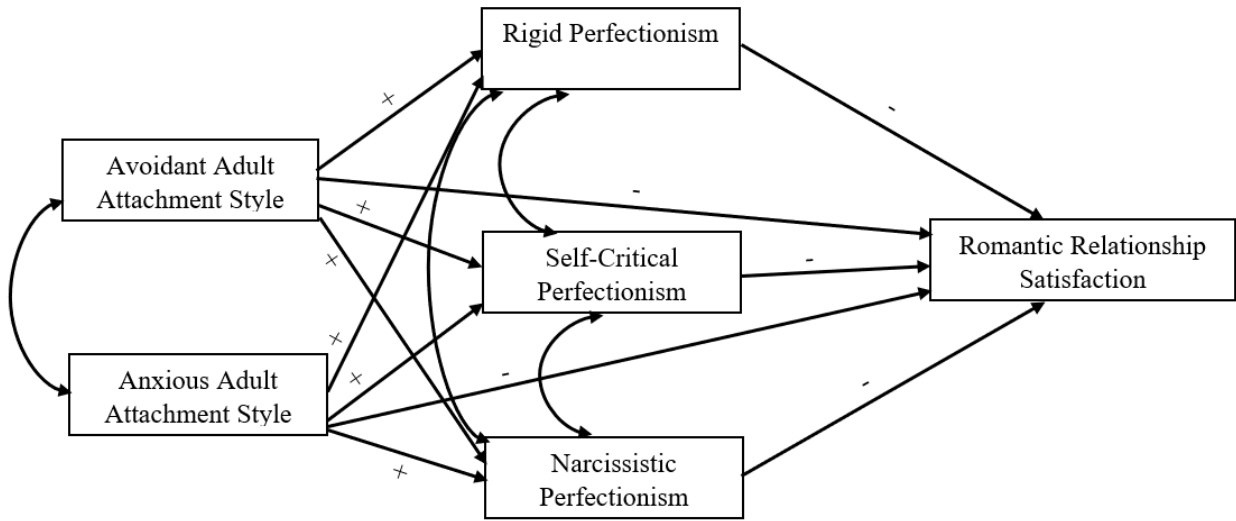 Rigid Perfectionism
+
-
Avoidant Adult
Attachment Style
-
+
+
Self-Critical
Perfectionism
-
Romantic Relationship
Satisfaction
+
+
Anxious Adult
Attachment Style
-
-
+
Narcissistic
Perfectionism